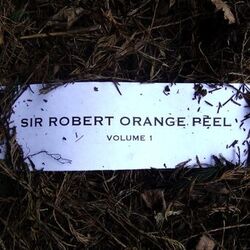 SIR ROBERT ORANGE PEEL
VOLUME 1